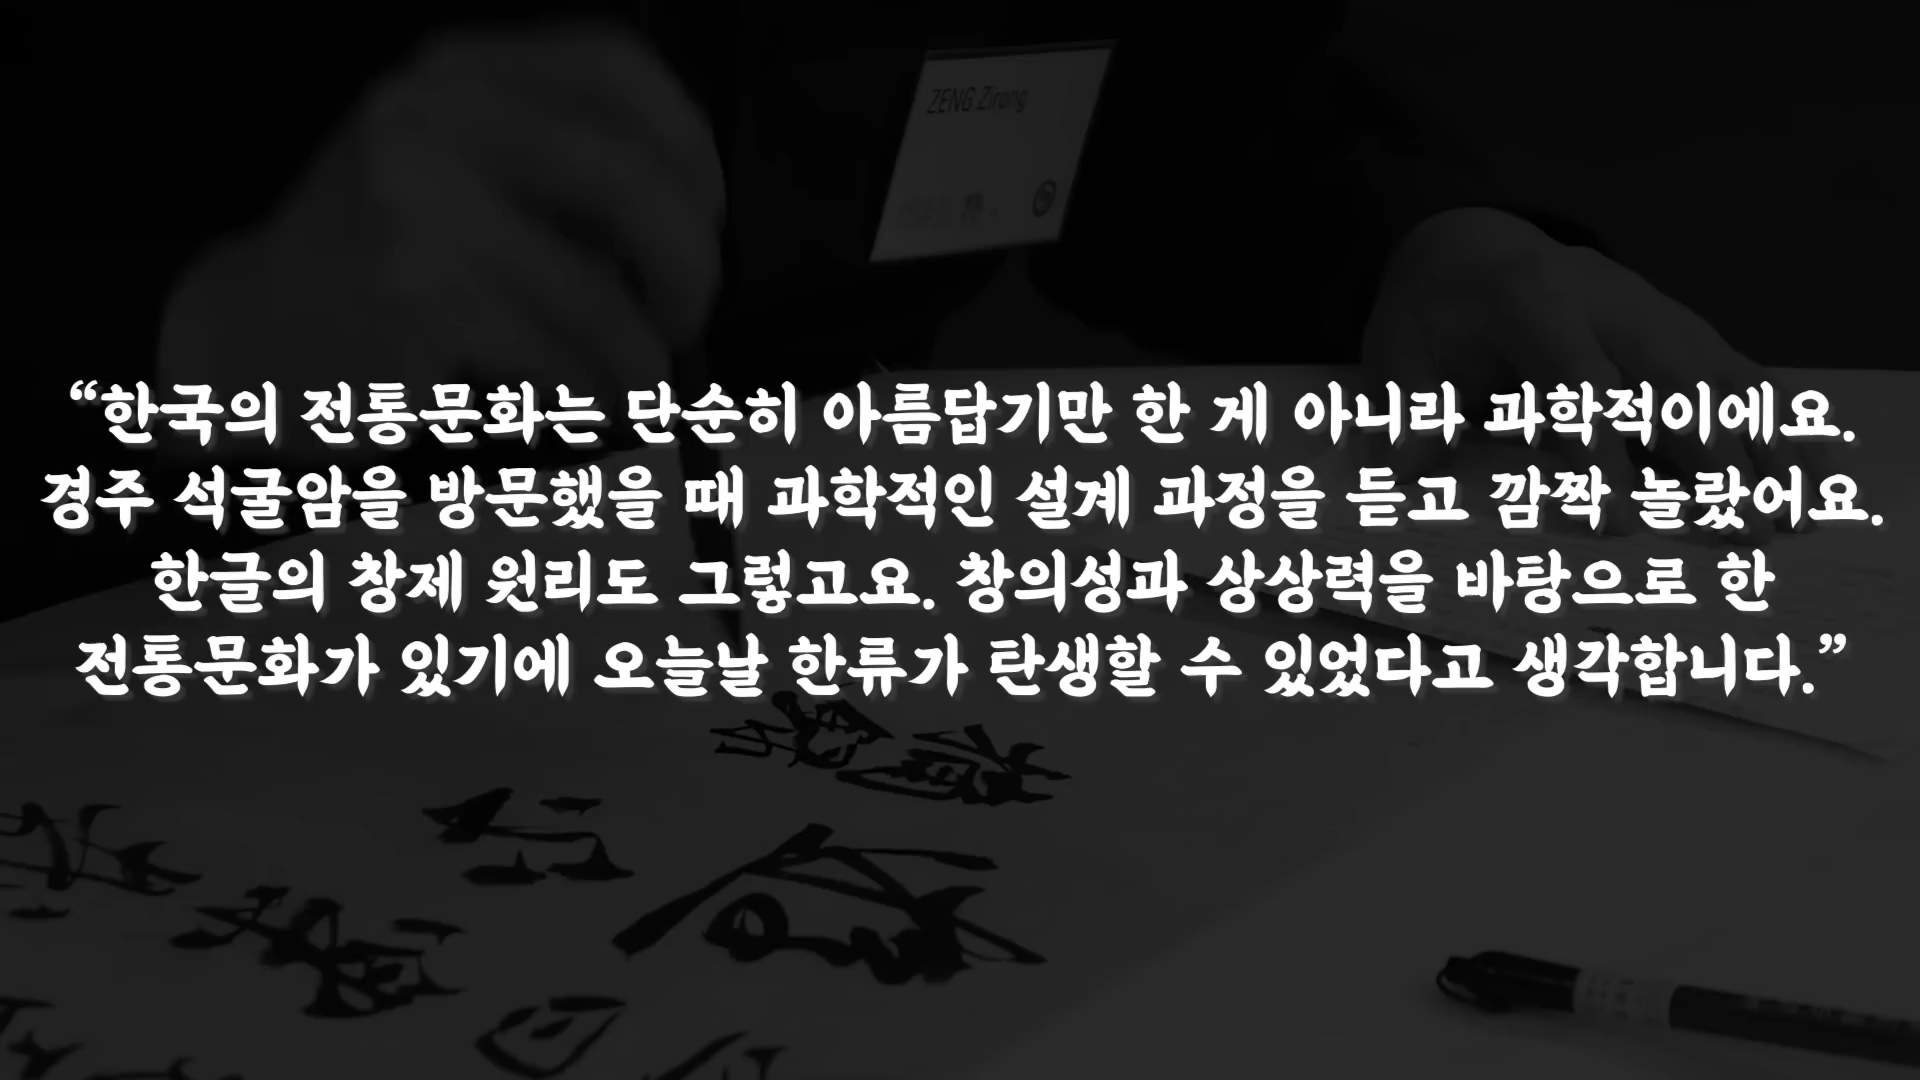 ZENG Zirong
“한국의 전통문화는 단순히 아름답기만 한 게 아니라 과학적이에요.
경주 석굴암을 방문했을 때 과학적인 설계 과정을 듣고 깜짝 놀랐어요.
한글의 창제 원리도 그렇고요. 창의성과 상상력을 바탕으로 한
전통문화가 있기에 오늘날 한류가 탄생할 수 있었다고 생각합니다.”